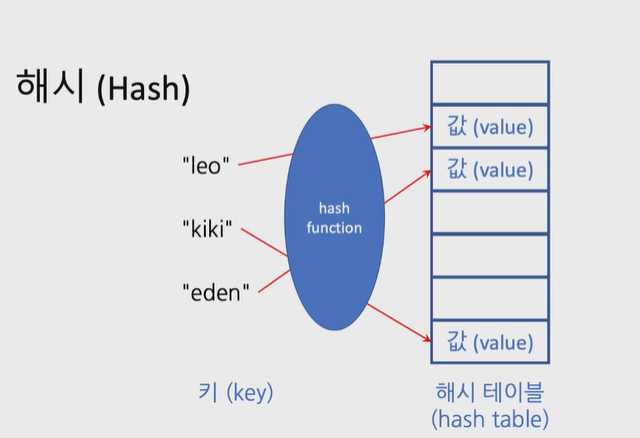 해시 (Hash)
값 (value)
값 (value)
"leo"
hash
function
"kiki"
"eden"
값 (value)
키 (key)
해시 테이블
(hash table)